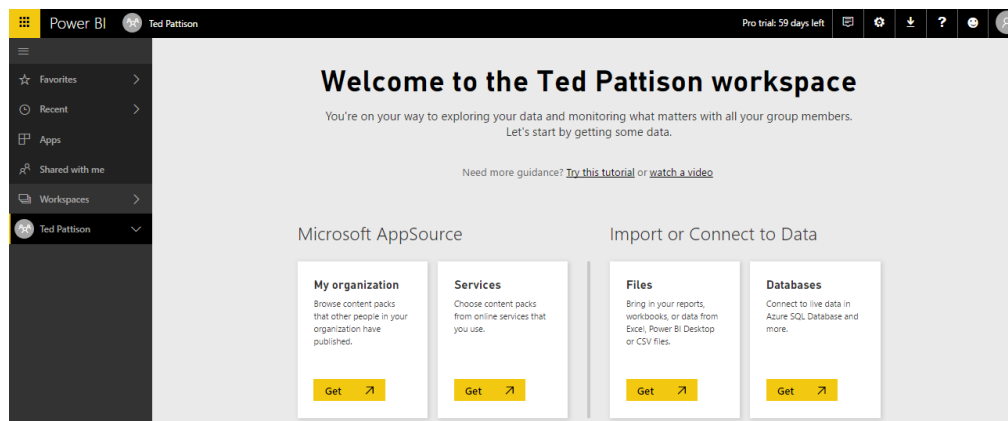 Power BI
Ted Pattison
Pro trial: 59 days left
?
Favorites
Recent
Apps
Shared with me
Workspaces
Ted Pattison
Welcome to the Ted Pattison workspace
You're on your way to exploring your data and monitoring what matters with all your group members.
Let's start by getting some data.
Need more guidance? Try this tutorial or watch a video
Microsoft AppSource
Import or Connect to Data
My organization
Browse content packs
that other people in your
organization have
published.
Get
Services
Choose content packs
from online services that
you use.
Get
Files
Bring in your reports,
workbooks, or data from
Excel, Power BI Desktop
or CSV files.
Get
Databases
Connect to live data in
Azure SQL Database and
more.
Get